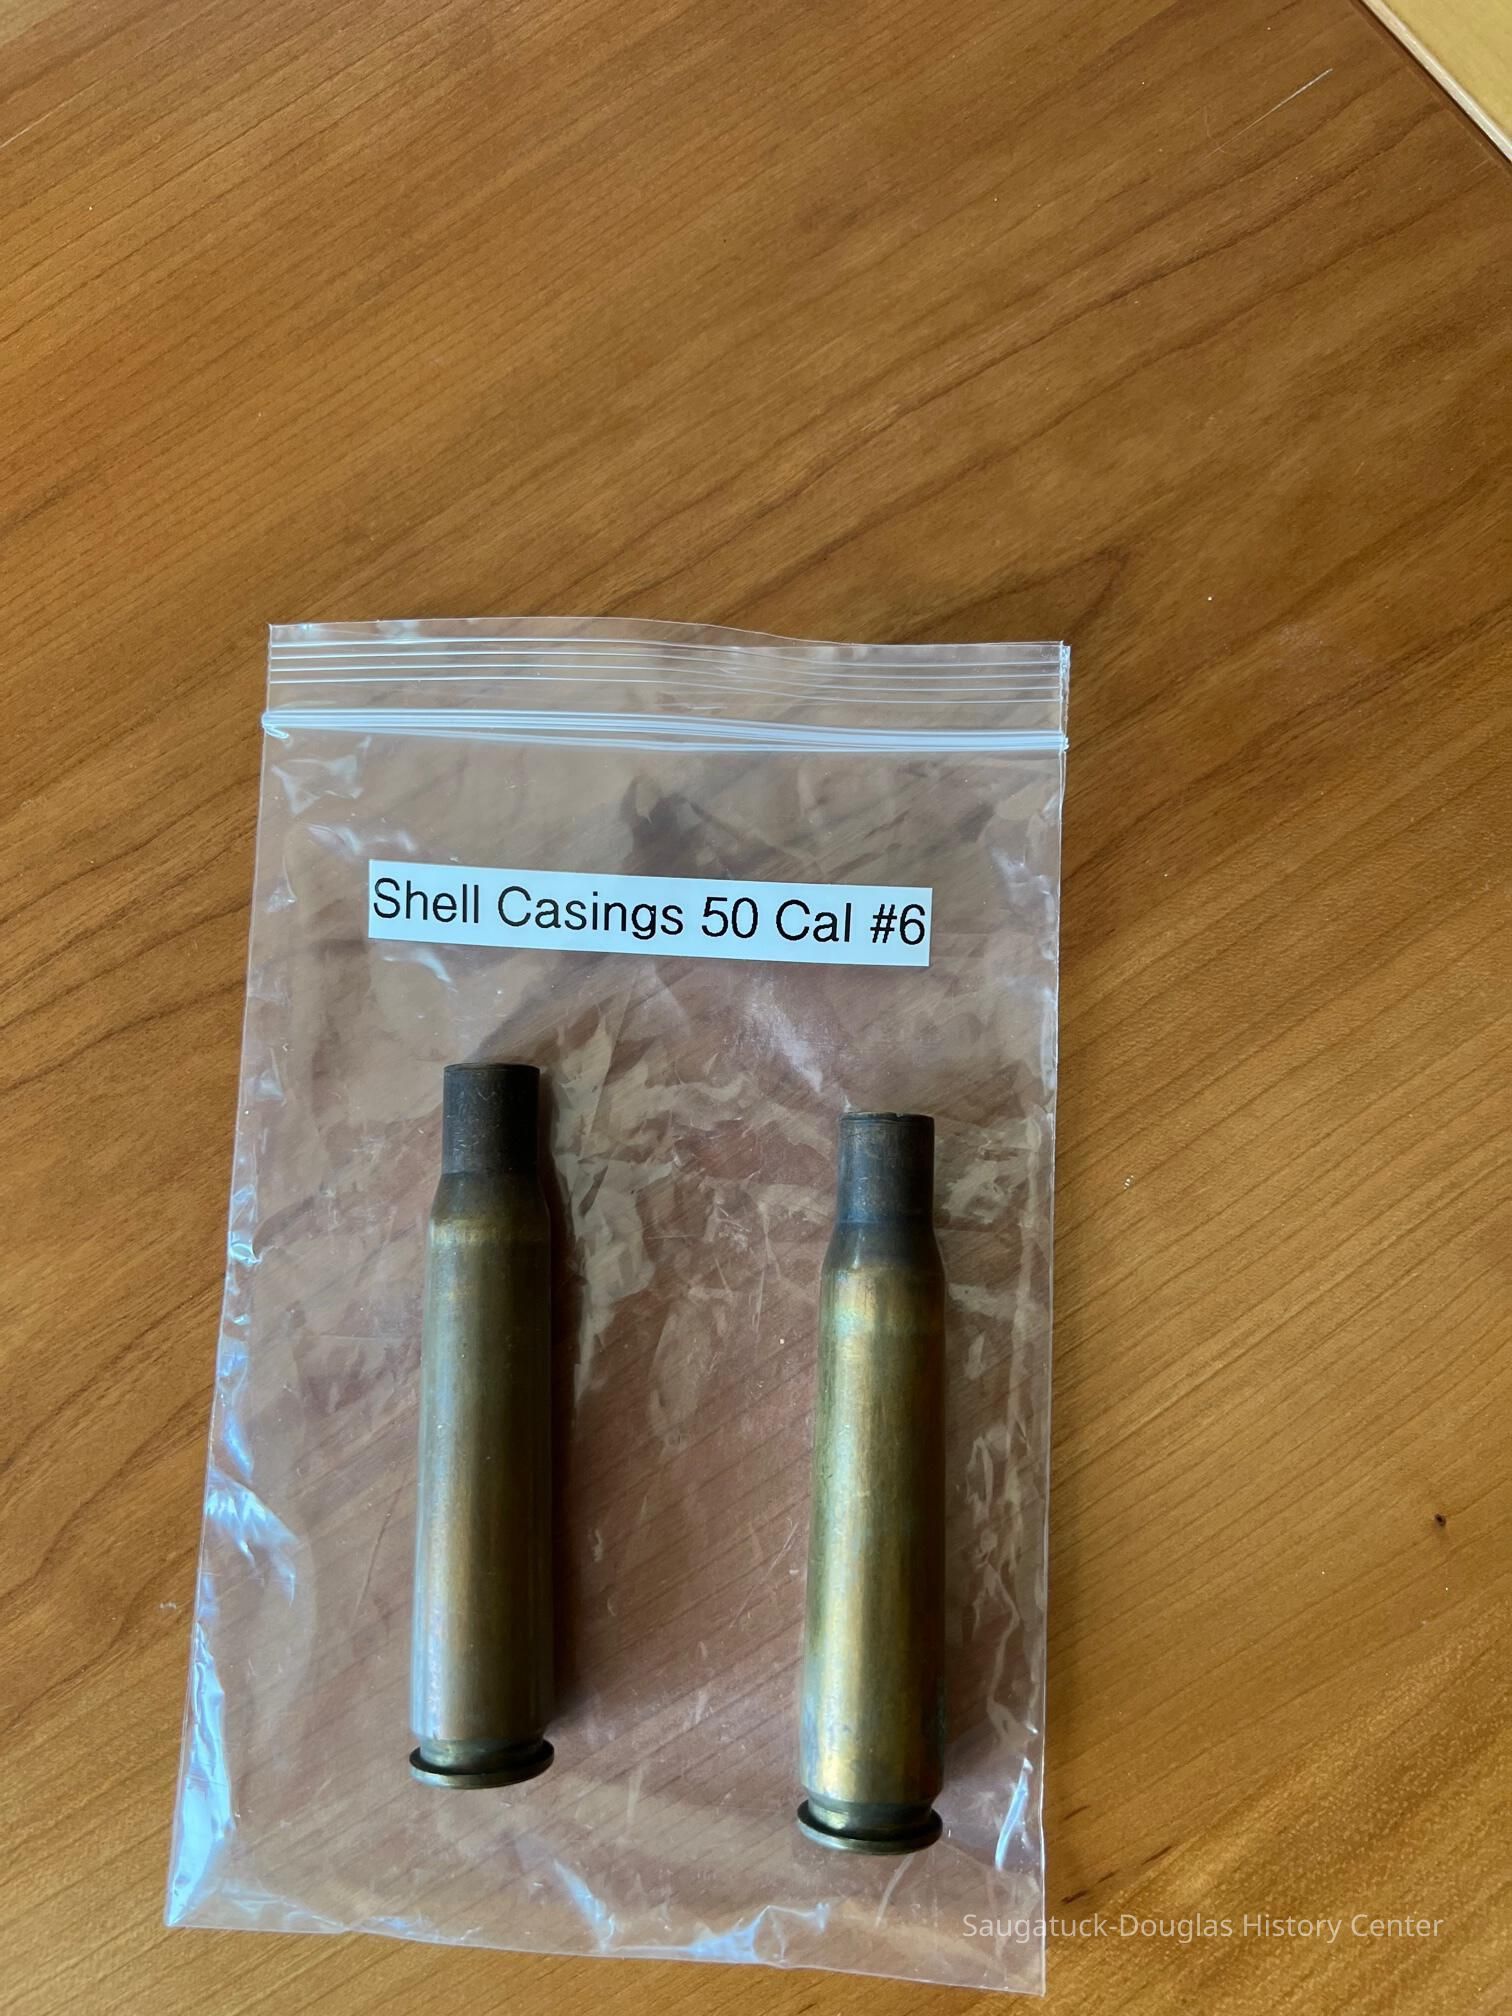 Shell Casings 50 Cal #6
Saugatuck-Douglas History Center